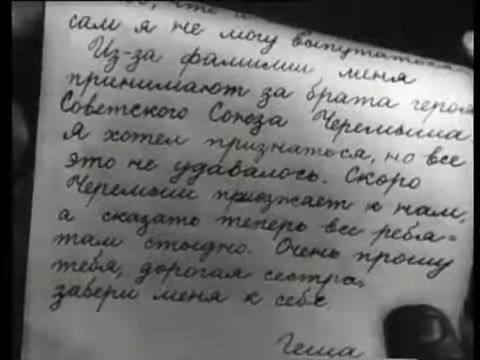 что
сам я не могу выпутаться.
Из-за фамилии меня
принимают за брата героя
Советского Союза Черемыша.
Я хотел признаться, но все
это не удавалось. Скоро
Черемыш приезжает к нам,
а сказать теперь все ребя-
там стыдно. Очень прошу
тебя, дорогая сестра,
забери меня к себе.
Геша